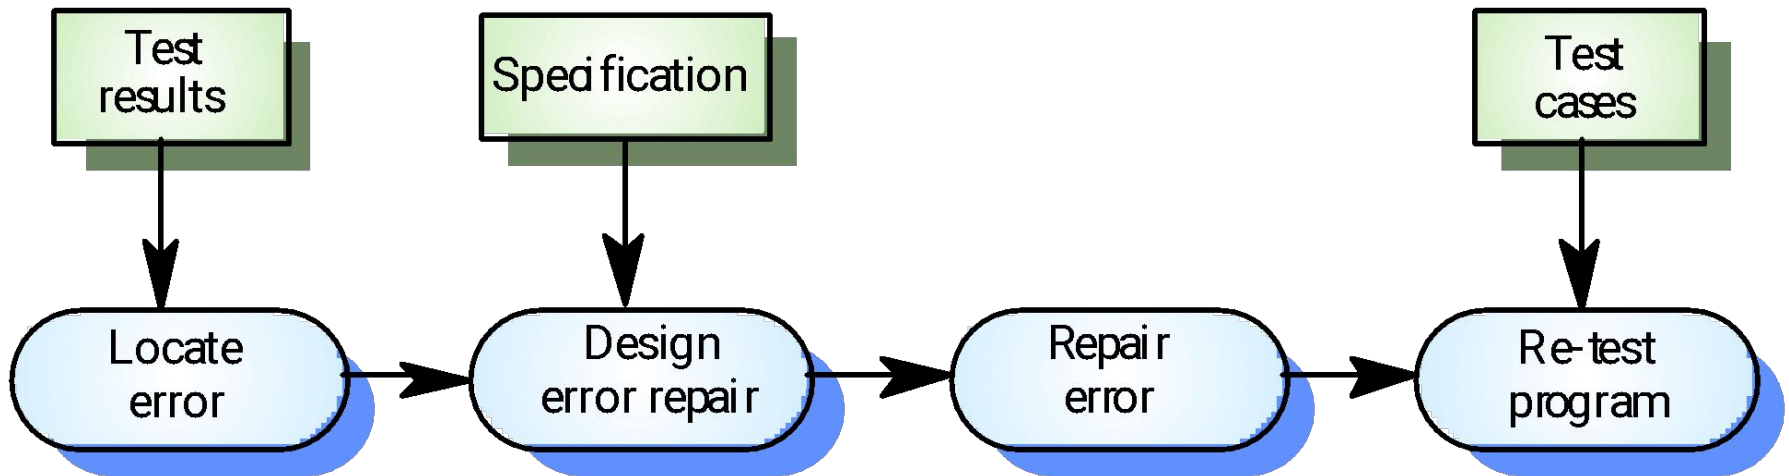 Test
results
Specification
Test
cases
Locate
error
Design
error repair
Repair
error
Re-test
program